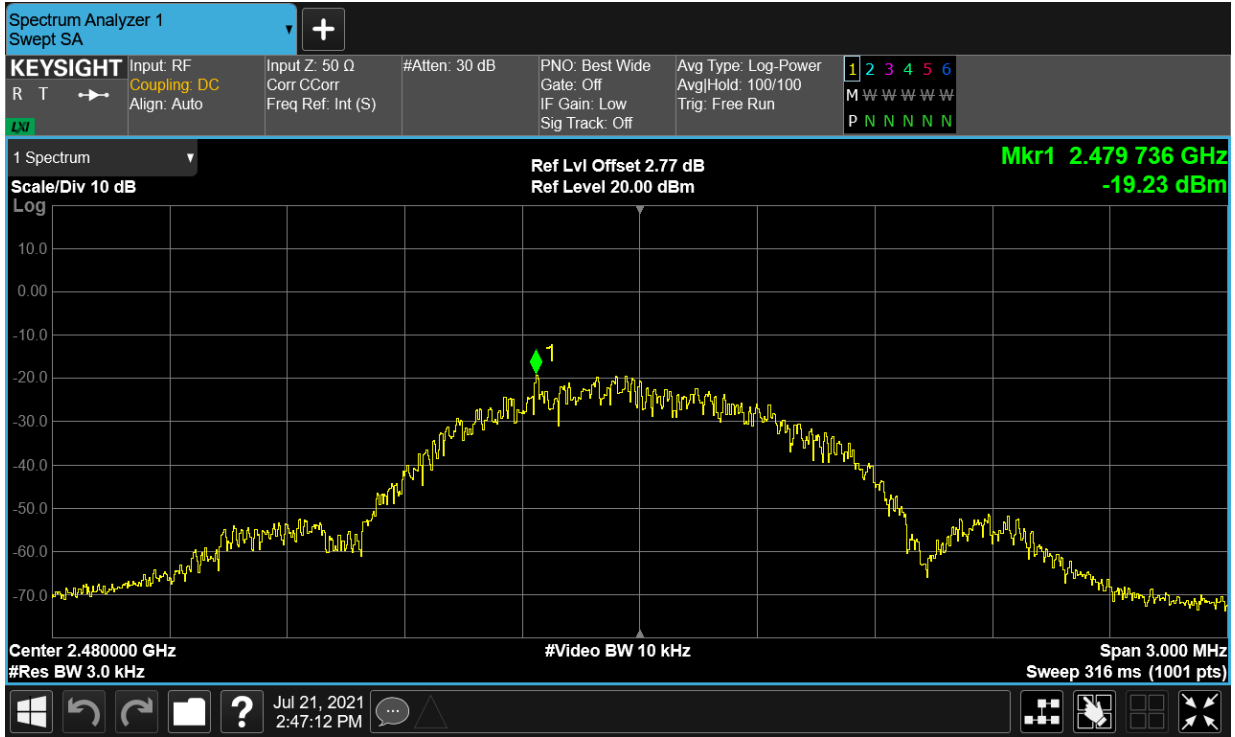 Spectrum Analyzer 1
Swept SA
+
KEYSIGHT
R T
LXI
Input: RF
Coupling: DC
Align: Auto
Input Z: 50 Ω
Corr CCorr
Freq Ref: Int (S)
#Atten: 30 dB
PNO: Best Wide
Gate: Off
IF Gain: Low
Sig Track: Off
Avg Type: Log-Power
Avg|Hold: 100/100
Trig: Free Run
1 2 3 4 5 6
M W W W W W
P N N N N N
1 Spectrum
Scale/Div 10 dB
Log
Ref Lvl Offset 2.77 dB
Ref Level 20.00 dBm
Mkr1 2.479 736 GHz
-19.23 dBm
10.0
0.00
-10.0
1
-20.0
-30.0
-40.0
-50.0
-60.0
-70.0
Center 2.480000 GHz
#Res BW 3.0 kHz
#Video BW 10 kHz
Span 3.000 MHz
Sweep 316 ms (1001 pts)
?
Jul 21, 2021
2:47:12 PM